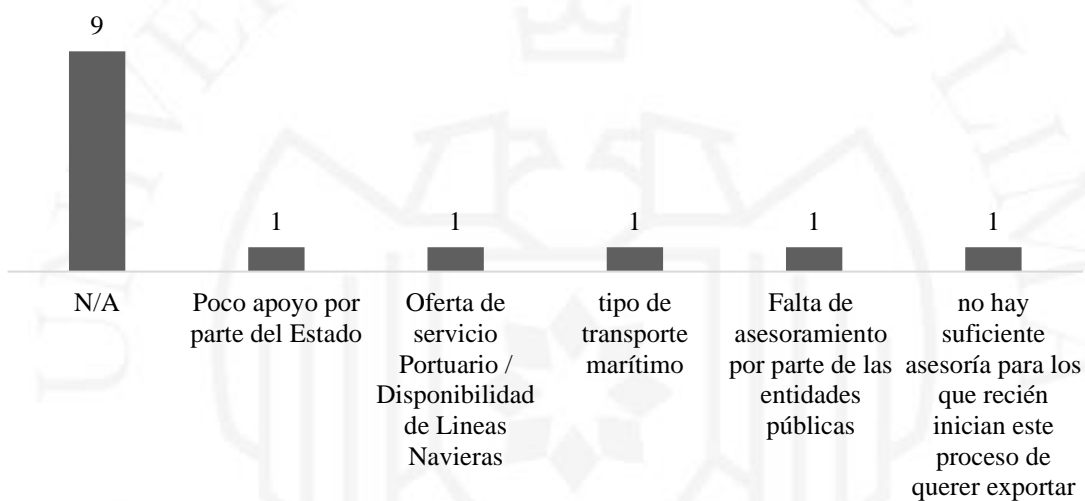 9
1
1
1
1
1
N/A
Poco apoyo por
parte del Estado
Oferta de
servicio
Portuario /
Disponibilidad
de Lineas
Navieras
tipo de
transporte
marítimo
Falta de
asesoramiento
por parte de las
entidades
públicas
no hay
suficiente
asesoría para los
que recién
inician este
proceso de
querer exportar